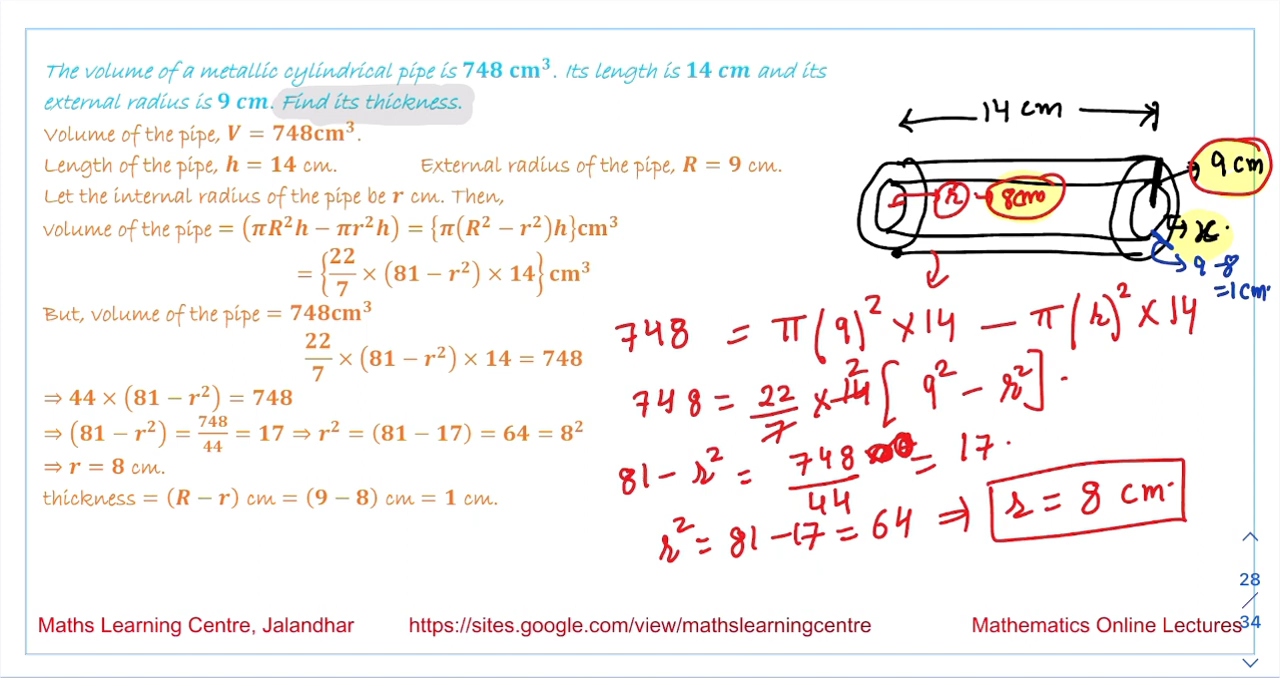 The volume of a metallic cylindrical pipe is 748 cm³. Its length is 14 cm and its
external radius is 9 cm. Find its thickness.
Volume of the pipe, V = 748cm³.
Length of the pipe, h = 14 cm. External radius of the pipe, R = 9 cm.
Let the internal radius of the pipe be r cm. Then,
volume of the pipe = (πR²h − πr²h) = {π(R² − r²)h}cm³
= {22/7 × (81 − r²) × 14} cm³
But, volume of the pipe = 748cm³
22/7 × (81 − r²) × 14 = 748
⇒ 44 × (81 − r²) = 748
⇒ (81 − r²) = 748/44 = 17 ⇒ r² = (81 − 17) = 64 = 8²
⇒ r = 8 cm.
thickness = (R − r) cm = (9 − 8) cm = 1 cm.
14 cm
9 cm
r - 8cm
x.
9-8
=1cm.
748 = π(9)² × 14 − π(r)² × 14
748 = 22/7 × 14 2 [9² − r²].
81 − r² = 748/44 = 17.
r² = 81 − 17 = 64 ⇒ r = 8 cm.
28
/
34
Maths Learning Centre, Jalandhar https://sites.google.com/view/mathslearningcentre Mathematics Online Lectures